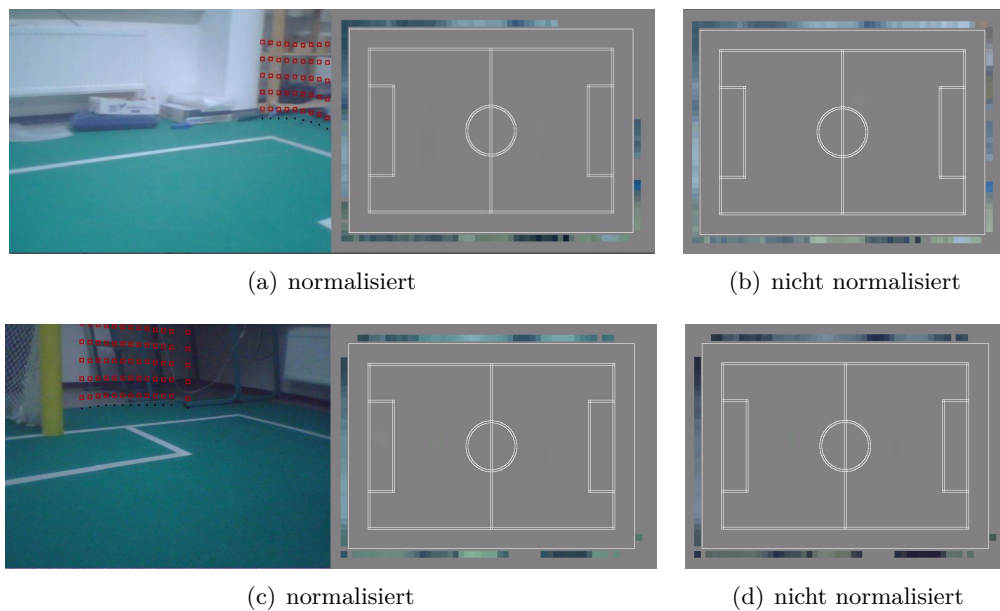 (a) normalisiert
(b) nicht normalisiert
(c) normalisiert
(d) nicht normalisiert